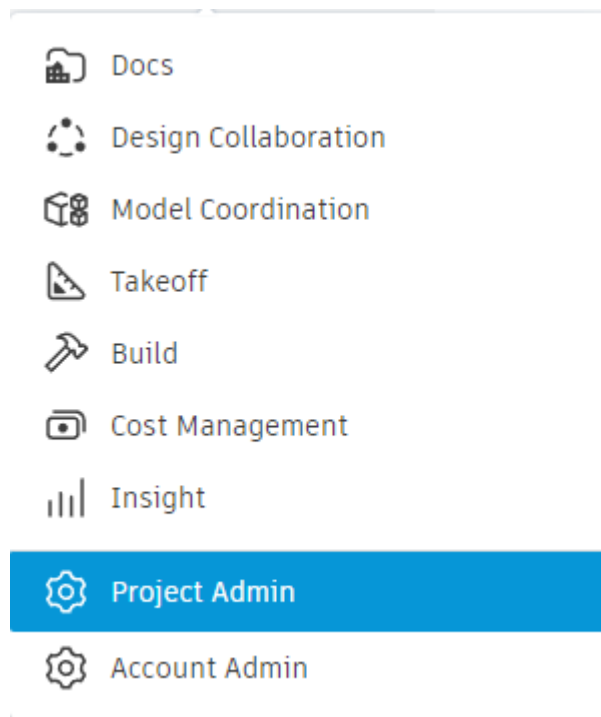 Docs
Design Collaboration
Model Coordination
Takeoff
Build
Cost Management
Insight
Project Admin
Account Admin